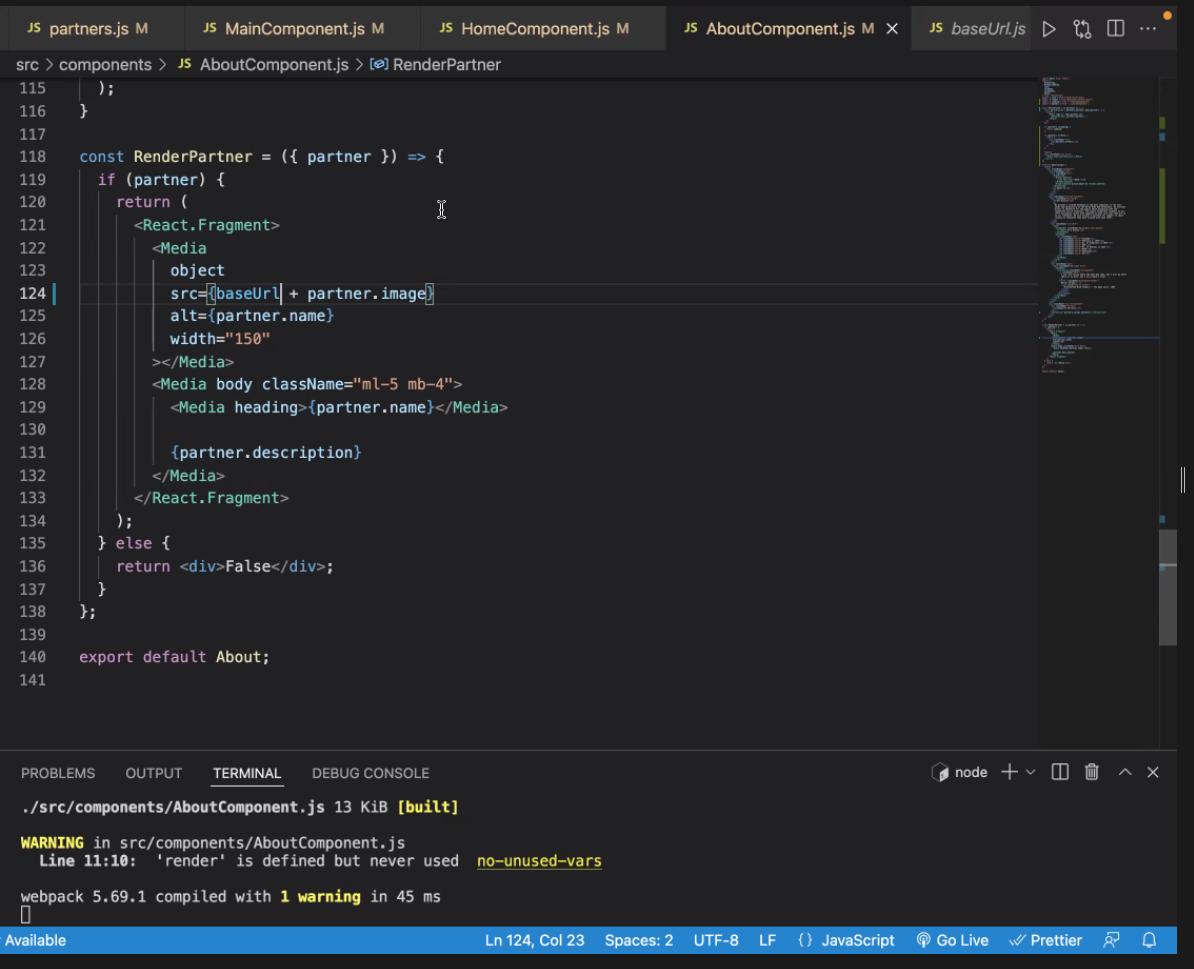 JS partners.js M JS MainComponent.js M JS HomeComponent.js M JS AboutComponent.js M JS baseUrl.js
src > components > JS AboutComponent.js > RenderPartner
115 );
116 }
117
118 const RenderPartner = ({ partner }) => {
119 if (partner) {
120 return (
121 <React.Fragment>
122 <Media
123 object
124 src={baseUrl + partner.image}
125 alt={partner.name}
126 width="150"
127 ></Media>
128 <Media body className="ml-5 mb-4">
129 <Media heading>{partner.name}</Media>
130
131 {partner.description}
132 </Media>
133 </React.Fragment>
134 );
135 } else {
136 return <div>False</div>;
137 }
138 };
139
140 export default About;
141
PROBLEMS OUTPUT TERMINAL DEBUG CONSOLE node
./src/components/AboutComponent.js 13 KiB [built]
WARNING in src/components/AboutComponent.js
Line 11:10: 'render' is defined but never used no-unused-vars
webpack 5.69.1 compiled with 1 warning in 45 ms
Available Ln 124, Col 23 Spaces: 2 UTF-8 LF {} JavaScript Go Live Prettier